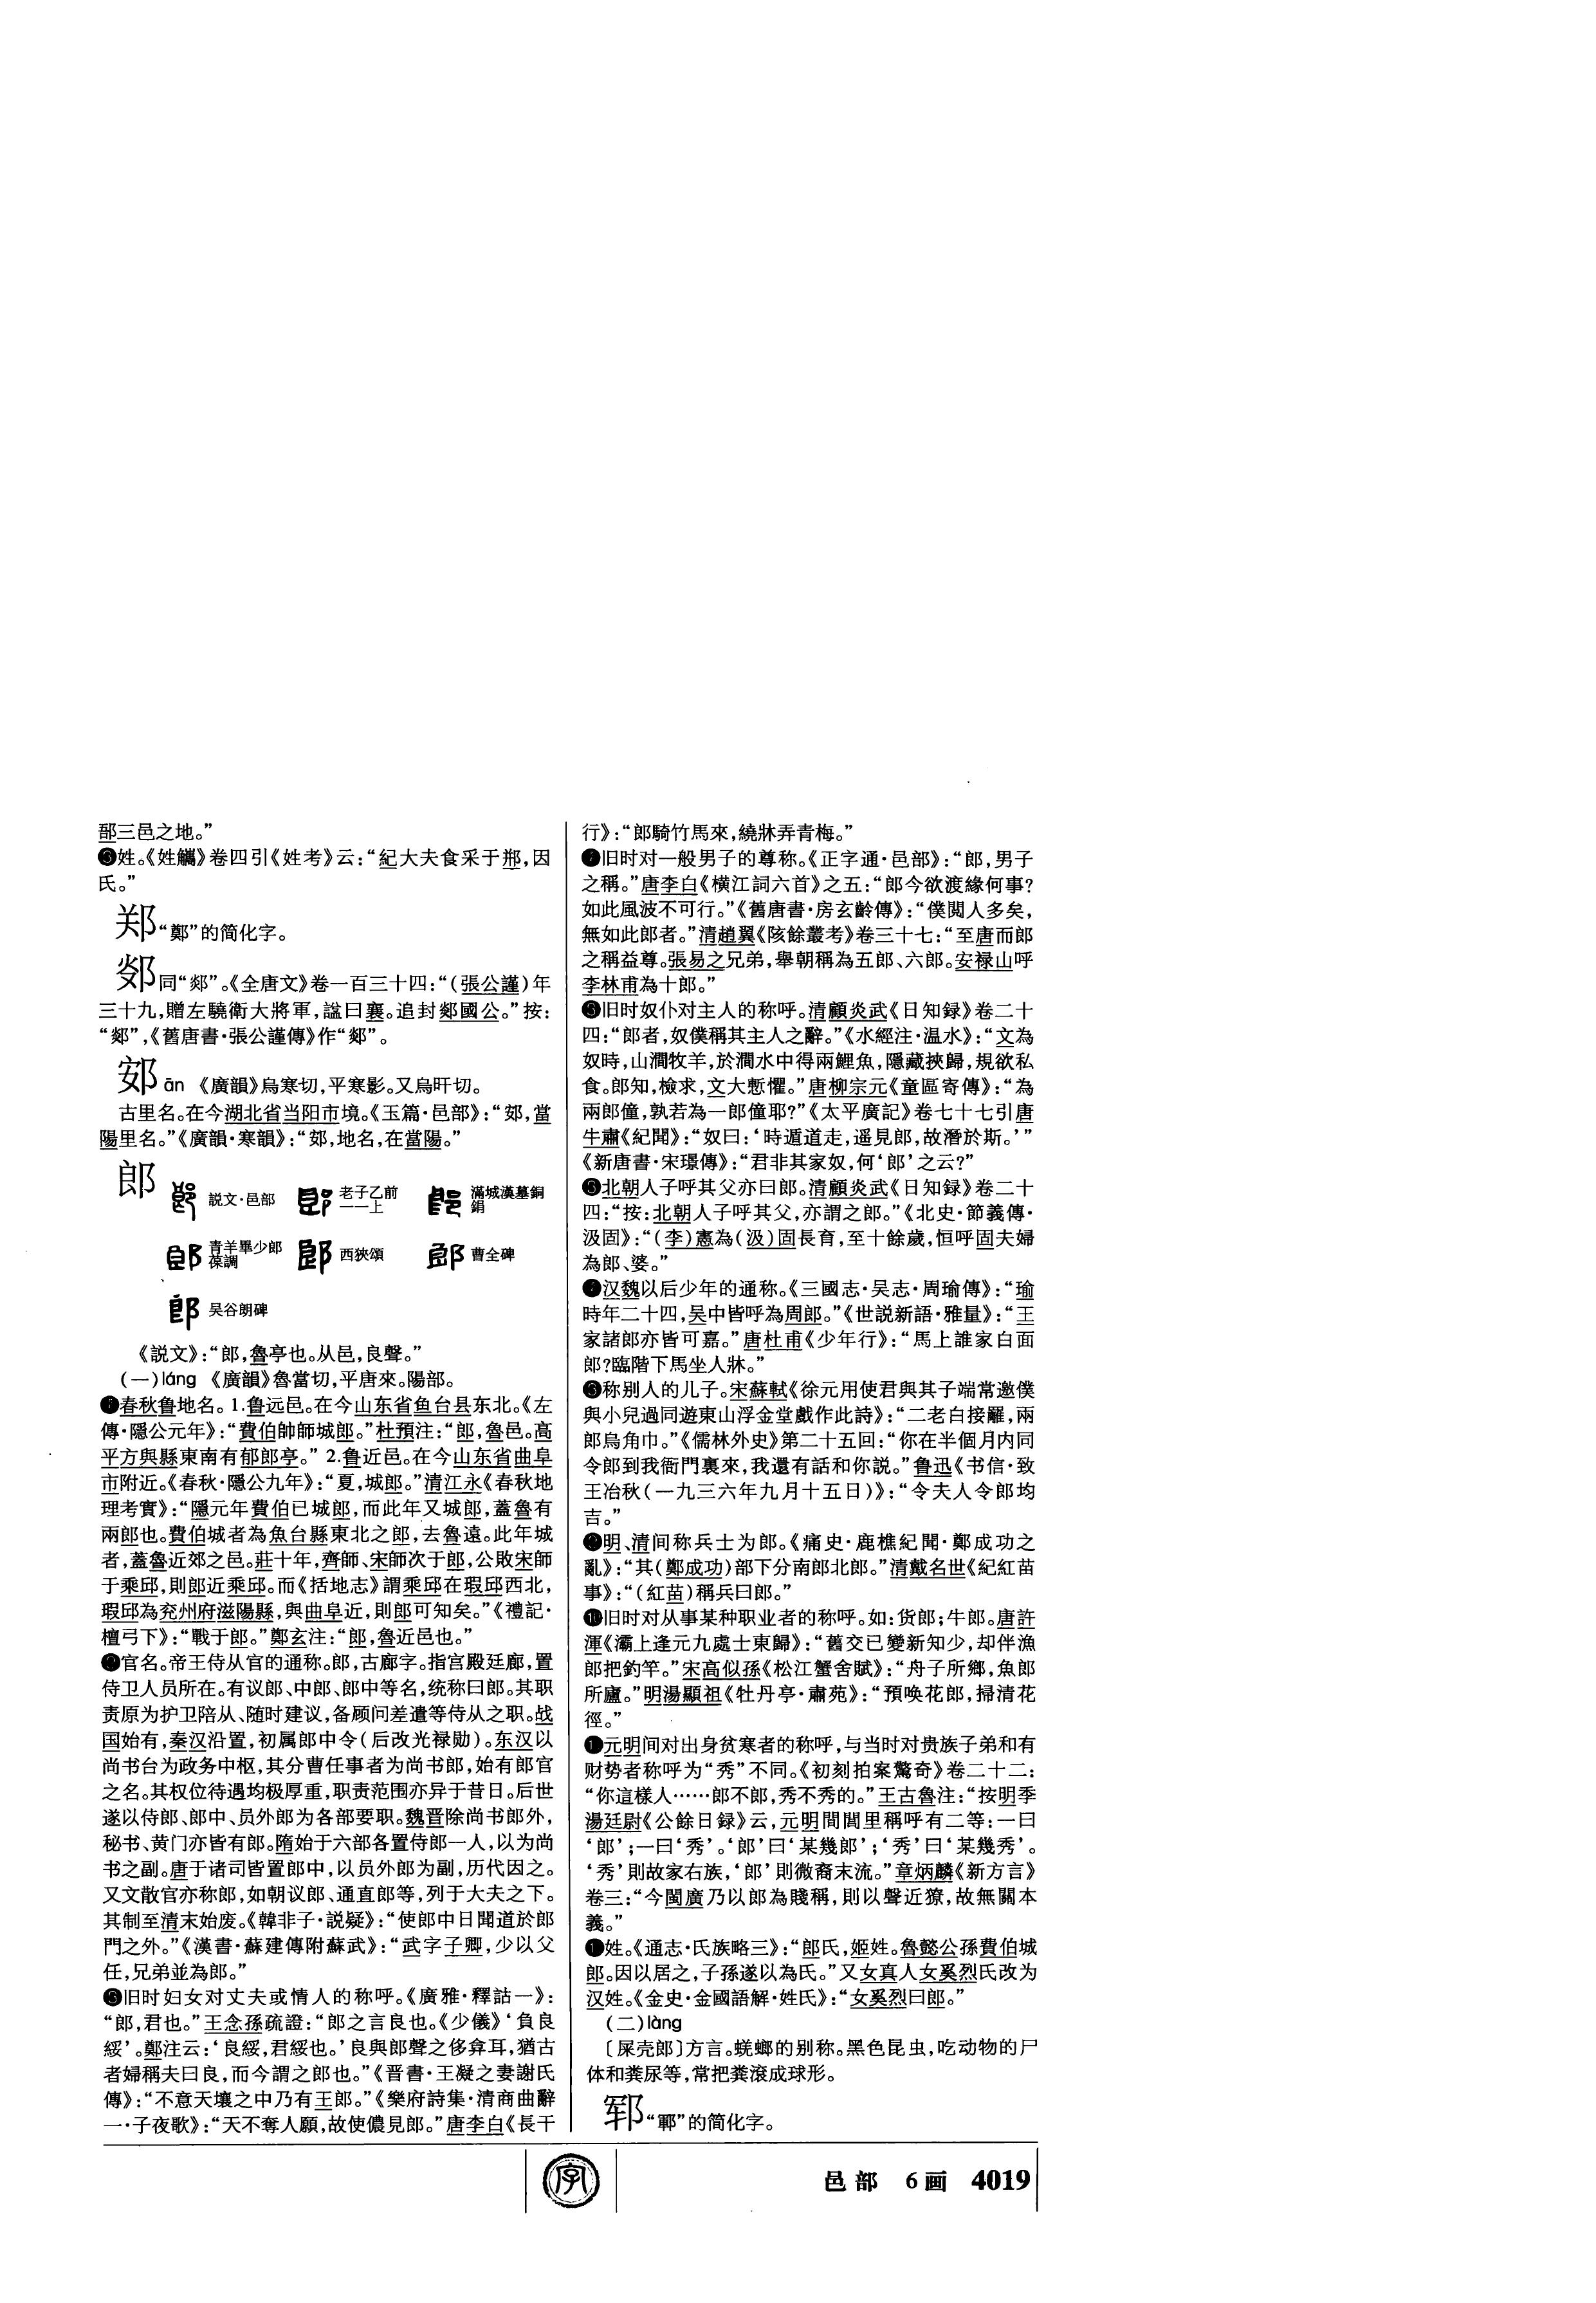 郚三邑之地。”
❸姓。《姓觿》卷四引《姓考》云：“紀大夫食采于郱，因
氏。”
郑“鄭”的简化字。
郯同“郯”。《全唐文》卷一百三十四：“（張公謹）年
三十九，贈左驍衛大將軍，諡曰襄。追封郯國公。”按：
“郯”，《舊唐書·張公謹傳》作“郯”。
郊 ān 《廣韻》烏寒切，平寒影。又烏旰切。
古里名。在今湖北省当阳市境。《玉篇·邑部》：“郊，當
陽里名。”《廣韻·寒韻》：“郊，地名，在當陽。”
郎
説文·邑部
老子乙前
一一上
滿城漢墓銅
鋗
青羊畢少郎
葆調
西狹頌
曹全碑
吴谷朗碑
《説文》：“郎，魯亭也。从邑，良聲。”
（一）láng 《廣韻》魯當切，平唐來。陽部。
❶春秋鲁地名。1.鲁远邑。在今山东省鱼台县东北。《左
傳·隱公元年》：“費伯帥師城郎。”杜預注：“郎，魯邑。高
平方與縣東南有郁郎亭。” 2.鲁近邑。在今山东省曲阜
市附近。《春秋·隱公九年》：“夏，城郎。”清江永《春秋地
理考實》：“隱元年費伯已城郎，而此年又城郎，蓋魯有
兩郎也。費伯城者為魚台縣東北之郎，去魯遠。此年城
者，蓋魯近郊之邑。莊十年，齊師、宋師次于郎，公敗宋師
于乘邱，則郎近乘邱。而《括地志》謂乘邱在瑕邱西北，
瑕邱為兖州府滋陽縣，與曲阜近，則郎可知矣。”《禮記·
檀弓下》：“戰于郎。”鄭玄注：“郎，魯近邑也。”
❷官名。帝王侍从官的通称。郎，古廊字。指宫殿廷廊，置
侍卫人员所在。有议郎、中郎、郎中等名，统称曰郎。其职
责原为护卫陪从、随时建议，备顾问差遣等侍从之职。战
国始有，秦汉沿置，初属郎中令（后改光禄勋）。东汉以
尚书台为政务中枢，其分曹任事者为尚书郎，始有郎官
之名。其权位待遇均极厚重，职责范围亦异于昔日。后世
遂以侍郎、郎中、员外郎为各部要职。魏晋除尚书郎外，
秘书、黄门亦皆有郎。隋始于六部各置侍郎一人，以为尚
书之副。唐于诸司皆置郎中，以员外郎为副，历代因之。
又文散官亦称郎，如朝议郎、通直郎等，列于大夫之下。
其制至清末始废。《韓非子·説疑》：“使郎中日聞道於郎
門之外。”《漢書·蘇建傳附蘇武》：“武字子卿，少以父
任，兄弟並為郎。”
❸旧时妇女对丈夫或情人的称呼。《廣雅·釋詁一》：
“郎，君也。”王念孫疏證：“郎之言良也。《少儀》‘負良
綏’。鄭注云：‘良綏，君綏也。’良與郎聲之侈弇耳，猶古
者婦稱夫曰良，而今謂之郎也。”《晋書·王凝之妻謝氏
傳》：“不意天壤之中乃有王郎。”《樂府詩集·清商曲辭
一·子夜歌》：“天不奪人願，故使儂見郎。”唐李白《長干
行》：“郎騎竹馬來，繞牀弄青梅。”
❹旧时对一般男子的尊称。《正字通·邑部》：“郎，男子
之稱。”唐李白《横江詞六首》之五：“郎今欲渡緣何事？
如此風波不可行。”《舊唐書·房玄齡傳》：“僕閲人多矣，
無如此郎者。”清趙翼《陔餘叢考》卷三十七：“至唐而郎
之稱益尊。張易之兄弟，舉朝稱為五郎、六郎。安禄山呼
李林甫為十郎。”
❺旧时奴仆对主人的称呼。清顧炎武《日知録》卷二十
四：“郎者，奴僕稱其主人之辭。”《水經注·温水》：“文為
奴時，山澗牧羊，於澗水中得兩鯉魚，隱藏挾歸，規欲私
食。郎知，檢求，文大慙懼。”唐柳宗元《童區寄傳》：“為
兩郎僮，孰若為一郎僮耶？”《太平廣記》卷七十七引唐
牛肅《紀聞》：“奴曰：‘時遁道走，遥見郎，故潛於斯。’”
《新唐書·宋璟傳》：“君非其家奴，何‘郎’之云？”
❻北朝人子呼其父亦曰郎。清顧炎武《日知録》卷二十
四：“按：北朝人子呼其父，亦謂之郎。”《北史·節義傳·
汲固》：“（李）憲為（汲）固長育，至十餘歲，恒呼固夫婦
為郎、婆。”
❼汉魏以后少年的通称。《三國志·吴志·周瑜傳》：“瑜
時年二十四，吴中皆呼為周郎。”《世説新語·雅量》：“王
家諸郎亦皆可嘉。”唐杜甫《少年行》：“馬上誰家白面
郎？臨階下馬坐人牀。”
❽称别人的儿子。宋蘇軾《徐元用使君與其子端常邀僕
與小兒過同遊東山浮金堂戲作此詩》：“二老白接䍦，兩
郎烏角巾。”《儒林外史》第二十五回：“你在半個月内同
令郎到我衙門裏來，我還有話和你説。”鲁迅《书信·致
王冶秋（一九三六年九月十五日）》：“令夫人令郎均
吉。”
❾明、清间称兵士为郎。《痛史·鹿樵紀聞·鄭成功之
亂》：“其（鄭成功）部下分南郎北郎。”清戴名世《紀紅苗
事》：“（紅苗）稱兵曰郎。”
❿旧时对从事某种职业者的称呼。如：货郎；牛郎。唐許
渾《灞上逢元九處士東歸》：“舊交已變新知少，却伴漁
郎把釣竿。”宋高似孫《松江蟹舍賦》：“舟子所鄉，魚郎
所廬。”明湯顯祖《牡丹亭·肅苑》：“預唤花郎，掃清花
徑。”
⓫元明间对出身贫寒者的称呼，与当时对贵族子弟和有
财势者称呼为“秀”不同。《初刻拍案驚奇》卷二十二：
“你這樣人……郎不郎，秀不秀的。”王古魯注：“按明季
湯廷尉《公餘日録》云，元明間閭里稱呼有二等：一曰
‘郎’；一曰‘秀’。‘郎’曰‘某幾郎’；‘秀’曰‘某幾秀’。
‘秀’則故家右族，‘郎’則微裔末流。”章炳麟《新方言》
卷三：“今閩廣乃以郎為賤稱，則以聲近獠，故無關本
義。”
⓬姓。《通志·氏族略三》：“郎氏，姬姓。魯懿公孫費伯城
郎。因以居之，子孫遂以為氏。”又女真人女奚烈氏改为
汉姓。《金史·金國語解·姓氏》：“女奚烈曰郎。”
（二）làng
〔屎壳郎〕方言。蜣螂的别称。黑色昆虫，吃动物的尸
体和粪尿等，常把粪滚成球形。
郓“鄆”的简化字。
字
邑部 6画 4019